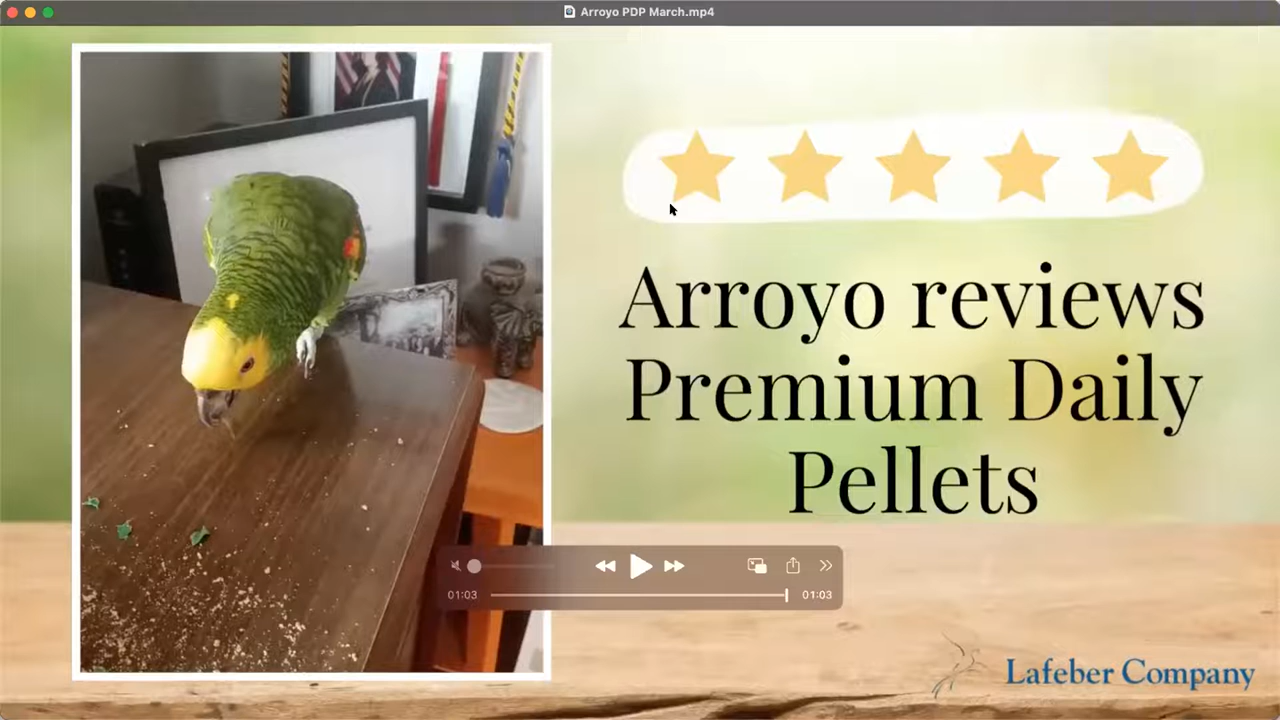 Arroyo PDP March.mp4
Arroyo reviews
Premium Daily
Pellets
01:03
01:03
Lafeber Company